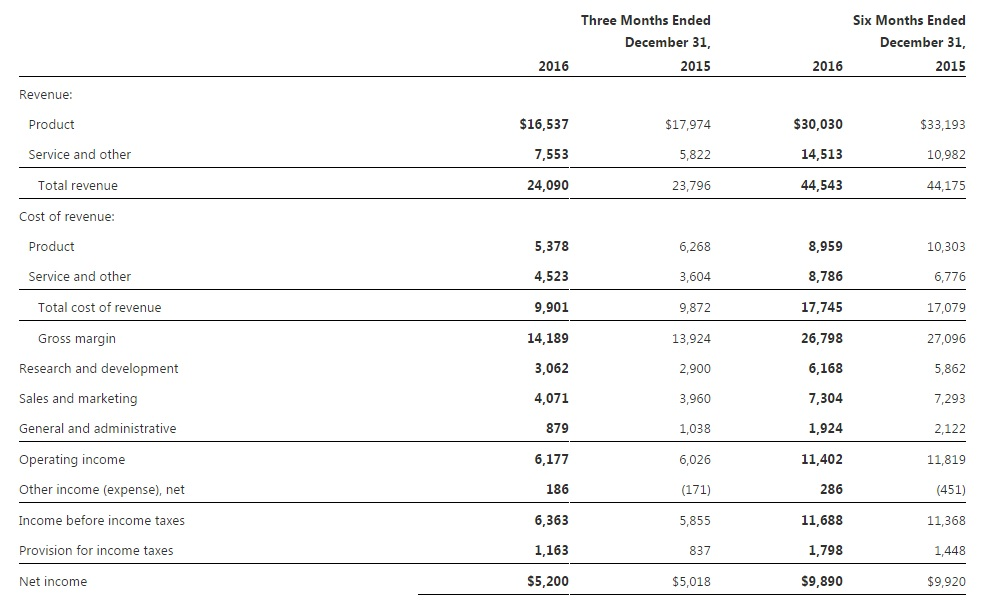 Three Months Ended Six Months Ended
December 31, December 31,
2016 2015 2016 2015
Revenue:
Product $16,537 $17,974 $30,030 $33,193
Service and other 7,553 5,822 14,513 10,982
Total revenue 24,090 23,796 44,543 44,175
Cost of revenue:
Product 5,378 6,268 8,959 10,303
Service and other 4,523 3,604 8,786 6,776
Total cost of revenue 9,901 9,872 17,745 17,079
Gross margin 14,189 13,924 26,798 27,096
Research and development 3,062 2,900 6,168 5,862
Sales and marketing 4,071 3,960 7,304 7,293
General and administrative 879 1,038 1,924 2,122
Operating income 6,177 6,026 11,402 11,819
Other income (expense), net 186 (171) 286 (451)
Income before income taxes 6,363 5,855 11,688 11,368
Provision for income taxes 1,163 837 1,798 1,448
Net income $5,200 $5,018 $9,890 $9,920